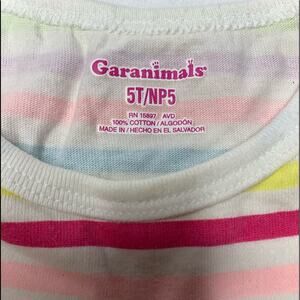 Garanimals®
5T/NP5
RN 15897 AVD
100% COTTON / ALGODÓN
MADE IN / HECHO EN EL SALVADOR